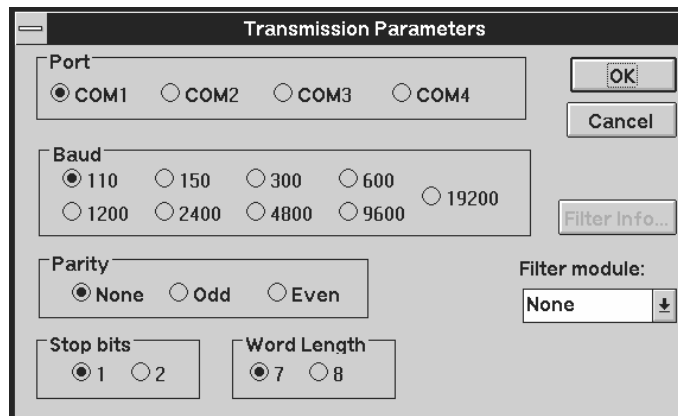 Transmission Parameters
Port
COM1 COM2 COM3 COM4
OK
Cancel
Baud
110 150 300 600
19200
1200 2400 4800 9600
Filter Info...
Parity
None Odd Even
Filter module:
None
Stop bits
1 2
Word Length
7 8